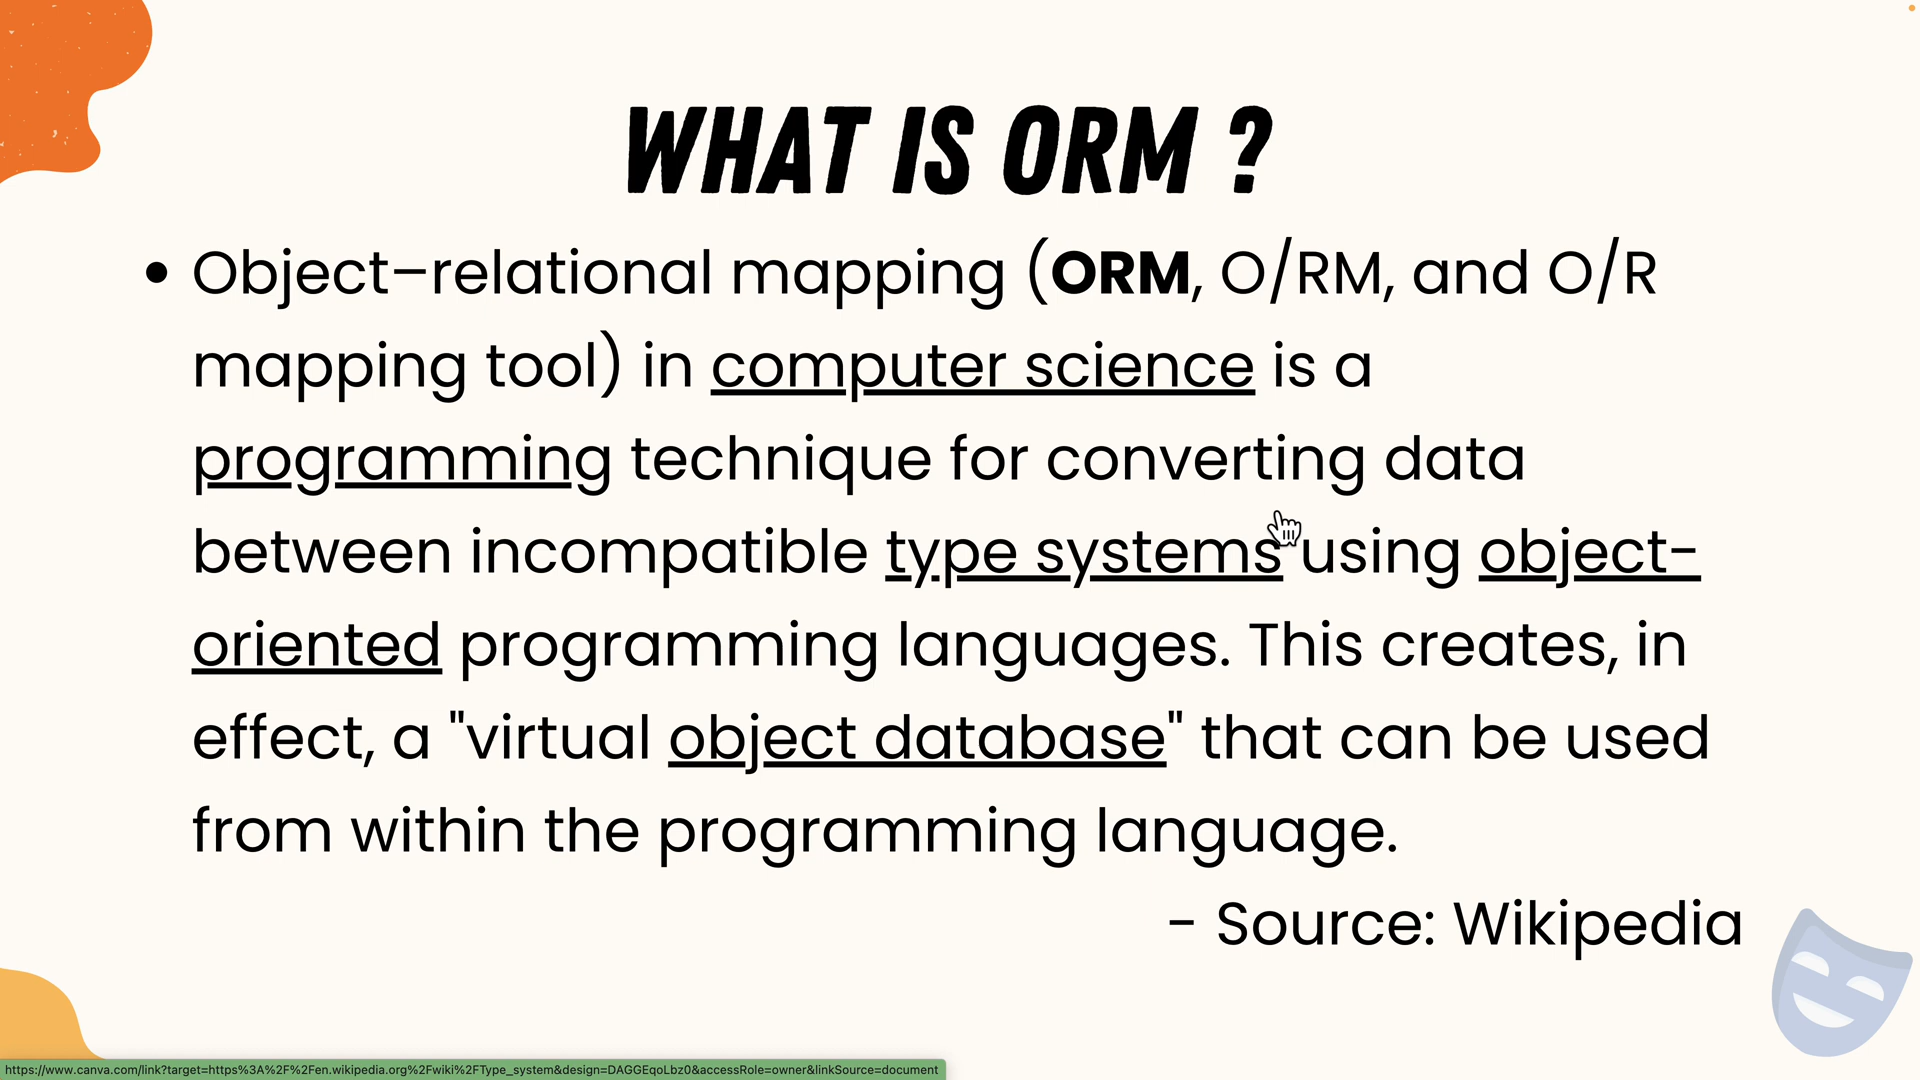 WHAT IS ORM ?
• Object–relational mapping (ORM, O/RM, and O/R
mapping tool) in computer science is a
programming technique for converting data
between incompatible type systems using object-
oriented programming languages. This creates, in
effect, a "virtual object database" that can be used
from within the programming language.
- Source: Wikipedia
https://www.canva.com/link?target=https%3A%2F%2Fen.wikipedia.org%2Fwiki%2FType_system&design=DAGGEqoLbz0&accessRole=owner&linkSource=document